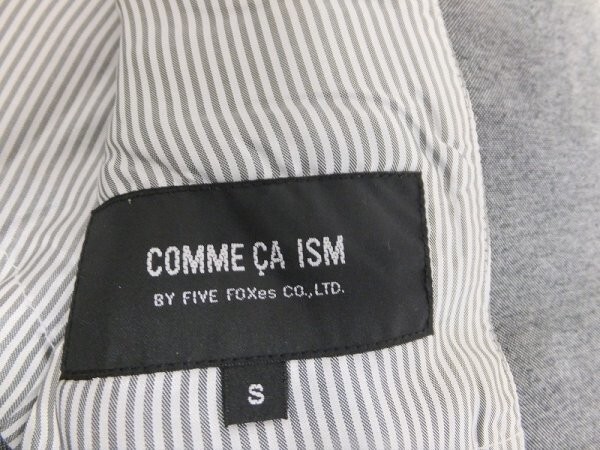 COMME ÇA ISM
BY FIVE FOXes CO.,LTD.
S